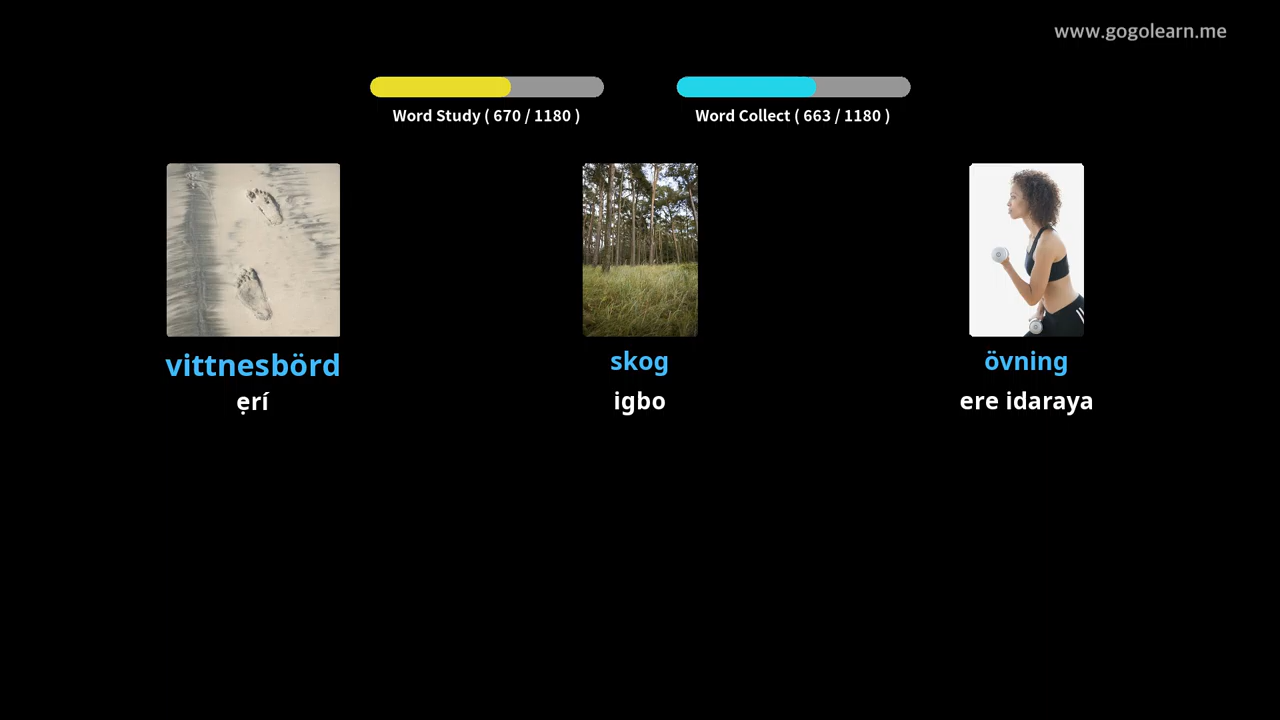 www.gogolearn.me
Word Study ( 670 / 1180 )
Word Collect ( 663 / 1180 )
vittnesbörd
skog
övning
ẹrí
igbo
ere idaraya